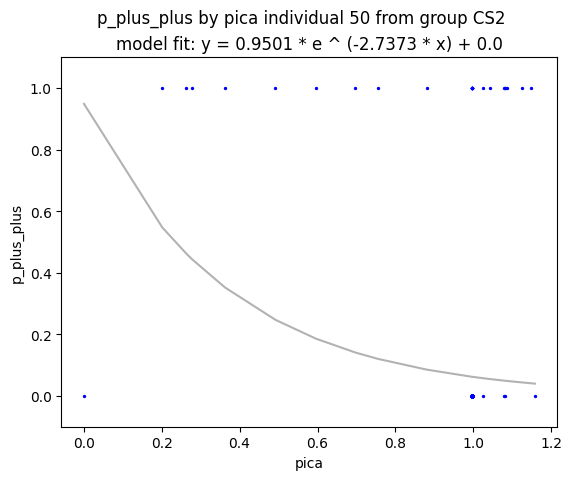 p_plus_plus by pica individual 50 from group CS2
model fit: y = 0.9501 * e ^ (-2.7373 * x) + 0.0
1.0
0.8
0.6
0.4
0.2
0.0
p_plus_plus
0.0 0.2 0.4 0.6 0.8 1.0 1.2
pica